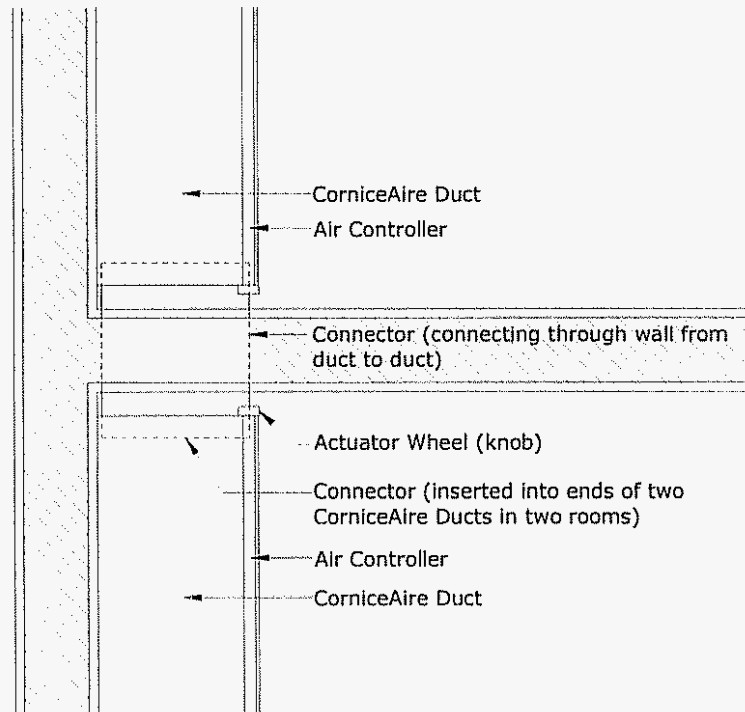 CorniceAire Duct
Air Controller
Connector (connecting through wall from
duct to duct)
Actuator Wheel (knob)
Connector (inserted into ends of two
CorniceAire Ducts in two rooms)
Air Controller
CorniceAire Duct